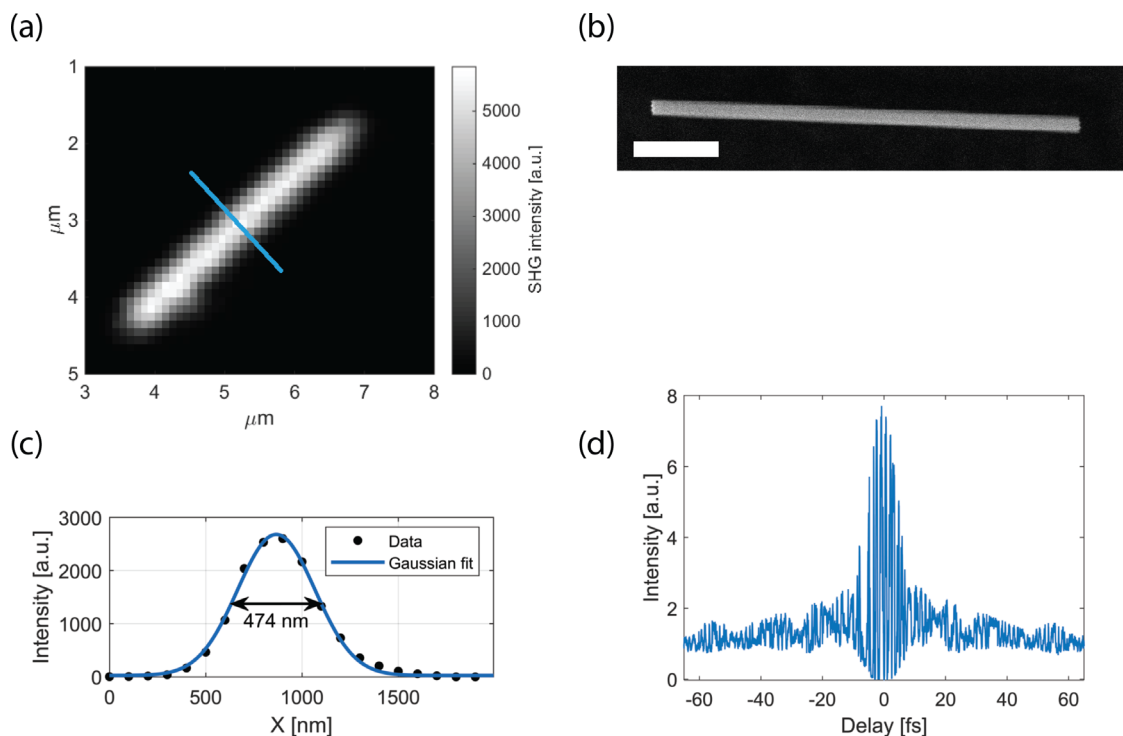 (a)
1
2
3
4
5
μm
3 4 5 6 7 8
μm
5000
4000
3000
2000
1000
0
SHG intensity [a.u.]
(b)
(c)
3000
2000
1000
0
Intensity [a.u.]
Data
Gaussian fit
474 nm
0 500 1000 1500
X [nm]
(d)
8
6
4
2
0
Intensity [a.u.]
-60 -40 -20 0 20 40 60
Delay [fs]